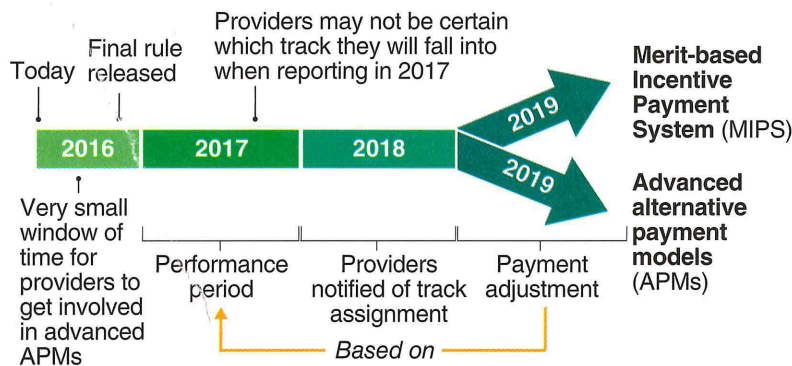 Today
Final rule
released
Providers may not be certain
which track they will fall into
when reporting in 2017
2016
2017
2018
2019
2019
Merit-based
Incentive
Payment
System (MIPS)
Advanced
alternative
payment
models
(APMs)
Very small
window of
time for
providers to
get involved
in advanced
APMs
Performance
period
Providers
notified of track
assignment
Payment
adjustment
Based on